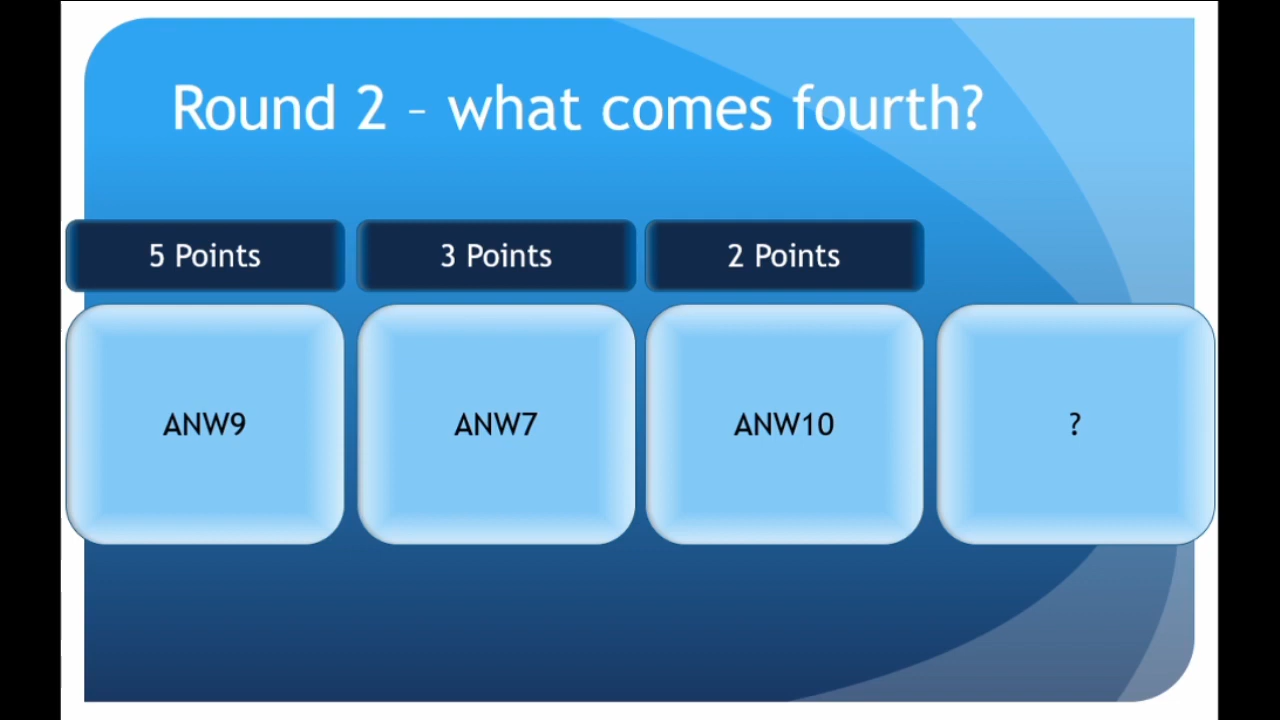 Round 2 – what comes fourth?
5 Points
3 Points
2 Points
ANW9
ANW7
ANW10
?